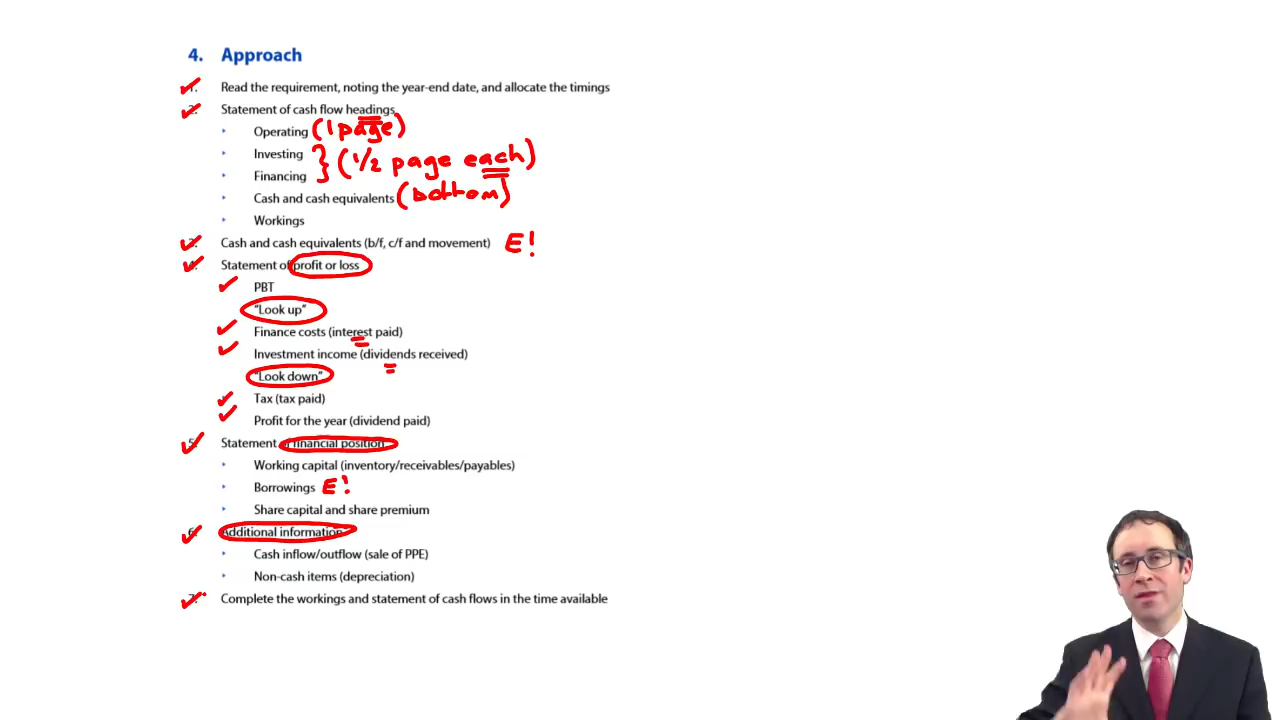 4. Approach
1. Read the requirement, noting the year-end date, and allocate the timings
2. Statement of cash flow headings
Operating (1 page)
Investing } (1/2 page each)
Financing
Cash and cash equivalents (bottom)
Workings
3. Cash and cash equivalents (b/f, c/f and movement) E!
4. Statement of profit or loss
PBT
"Look up"
Finance costs (interest paid)
Investment income (dividends received)
"Look down"
Tax (tax paid)
Profit for the year (dividend paid)
5. Statement of financial position
Working capital (inventory/receivables/payables)
Borrowings E!
Share capital and share premium
6. Additional information
Cash inflow/outflow (sale of PPE)
Non-cash items (depreciation)
7. Complete the workings and statement of cash flows in the time available